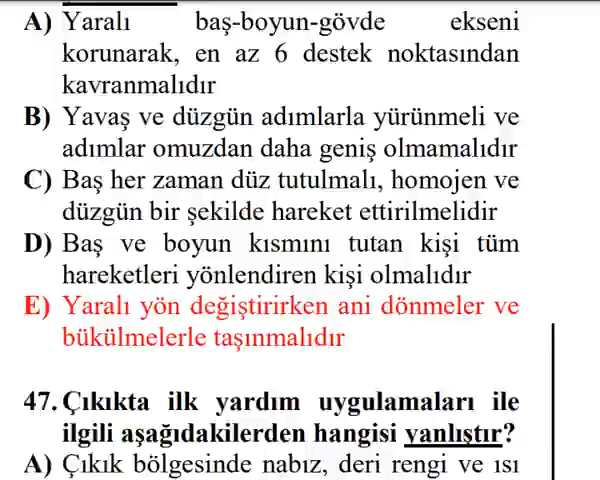 A) Yaralı baş-boyun-gövde ekseni
korunarak, en az 6 destek noktasından
kavranmalıdır
B) Yavaş ve düzgün adımlarla yürünmeli ve
adımlar omuzdan daha geniş olmamalıdır
C) Baş her zaman düz tutulmalı, homojen ve
düzgün bir şekilde hareket ettirilmelidir
D) Baş ve boyun kısmını tutan kişi tüm
hareketleri yönlendiren kişi olmalıdır
E) Yaralı yön değiştirirken ani dönmeler ve
bükülmelerle taşınmalıdır
47. Çıkıkta ilk yardım uygulamaları ile
ilgili aşağıdakilerden hangisi yanlıştır?
A) Çıkık bölgesinde nabız, deri rengi ve ısı